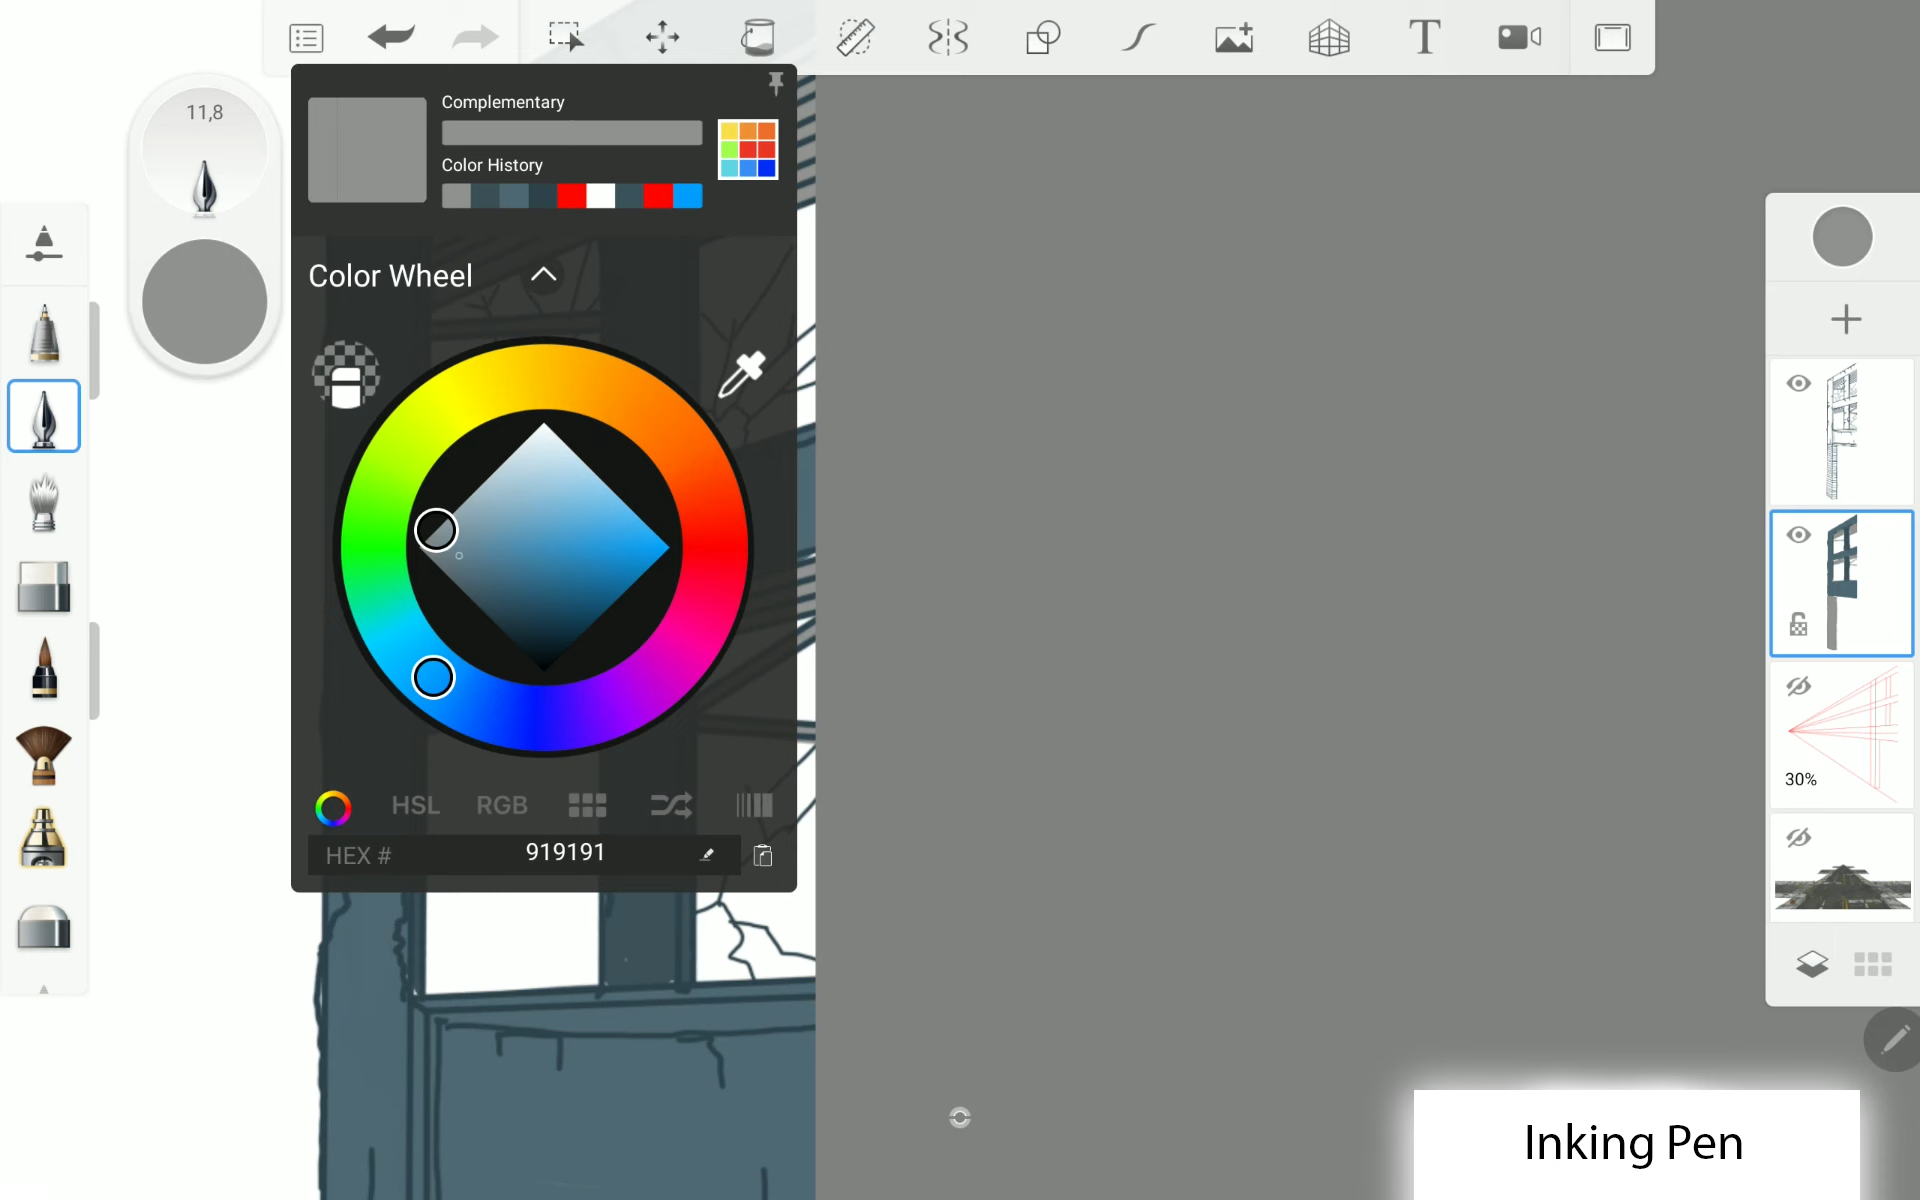 11,8
Complementary
Color History
Color Wheel
HSL RGB
HEX # 919191
T
30%
Inking Pen